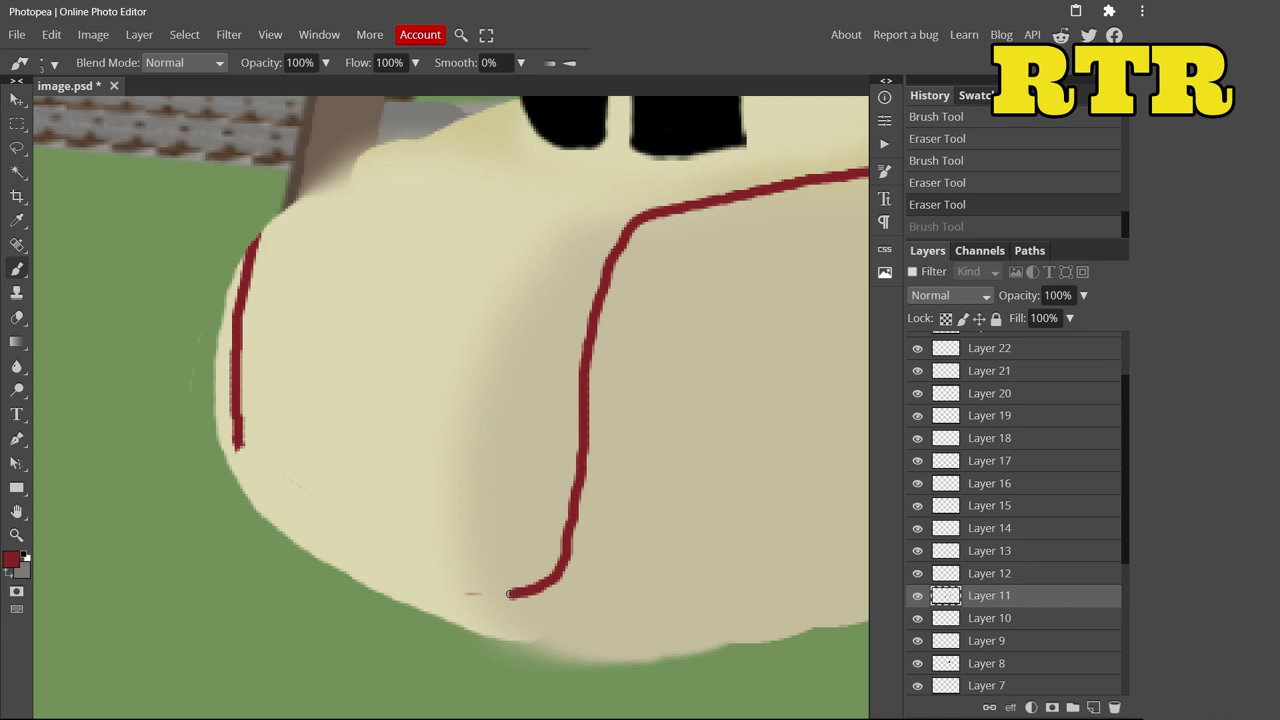 Photopea | Online Photo Editor
File Edit Image Layer Select Filter View Window More Account
About Report a bug Learn Blog API
3 Blend Mode: Normal Opacity: 100% Flow: 100% Smooth: 0%
RTR
image.psd *
History Swatc
Brush Tool
Eraser Tool
Brush Tool
Eraser Tool
Eraser Tool
Brush Tool
Layers Channels Paths
Filter Kind
Normal Opacity: 100%
Lock: Fill: 100%
CSS
Layer 22
Layer 21
Layer 20
Layer 19
Layer 18
Layer 17
Layer 16
Layer 15
Layer 14
Layer 13
Layer 12
Layer 11
Layer 10
Layer 9
Layer 8
Layer 7
eff